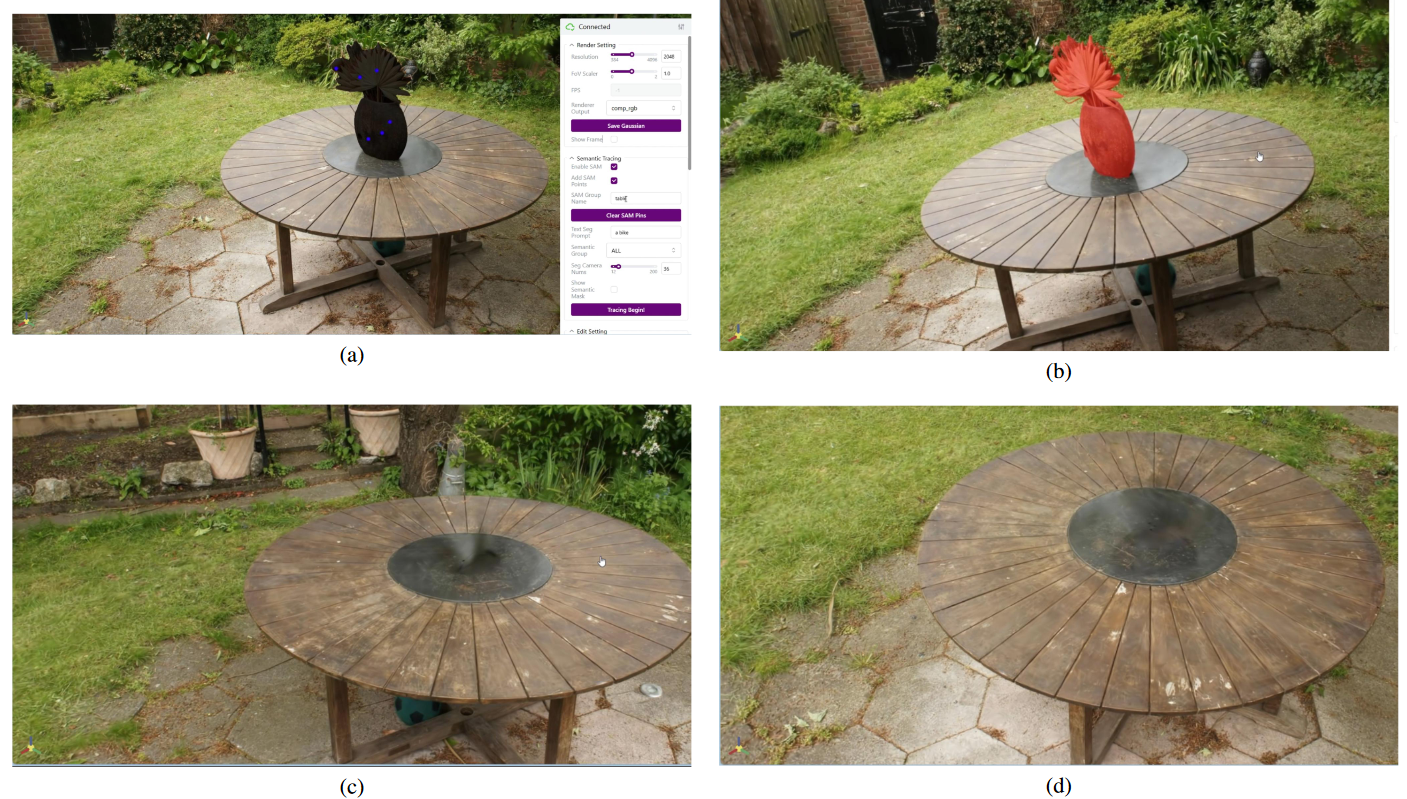 Connected
Render Setting
Resolution
2048
FoV Scaler
1.0
0 2
FPS
Renderer
Output
comp_rgb
Save Gaussian
Show Frame
Semantic Tracing
Enable SAM
Add SAM
Points
SAM Group
Name
Clear SAM Pins
Text Seg
Prompt
a bike
Semantic
Group
ALL
Seg Camera
Nums
36
Show
Semantic
Mask
Tracing Begin!
Edit Setting
(a)
(b)
(c)
(d)